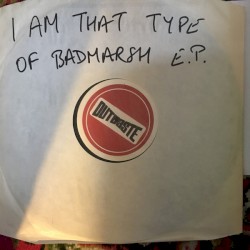 I AM THAT TYPE
OF BADMARSH E.P.
OUTCASTE